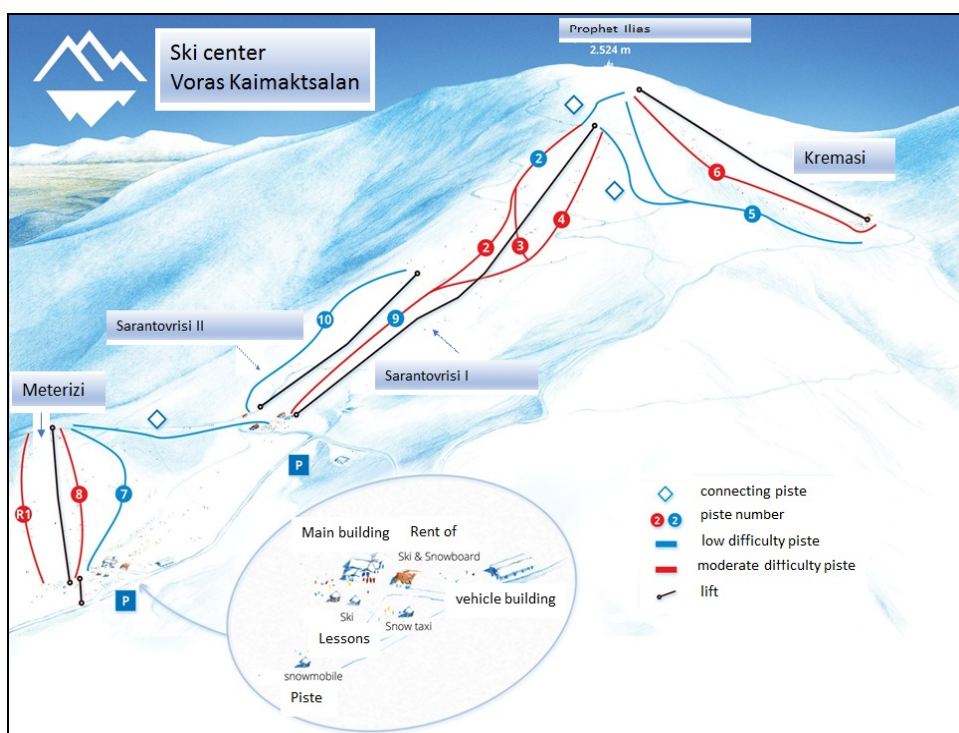 Prophet Ilias
2.524 m
Ski center
Voras Kaimaktsalan
Kremasi
2
6
4
5
2
3
10
9
Sarantovrisi II
Sarantovrisi I
Meterizi
P
8
7
R1
P
connecting piste
2 2 piste number
low difficulty piste
moderate difficulty piste
lift
Main building
Rent of
Ski & Snowboard
vehicle building
Ski
Lessons
Snow taxi
snowmobile
Piste